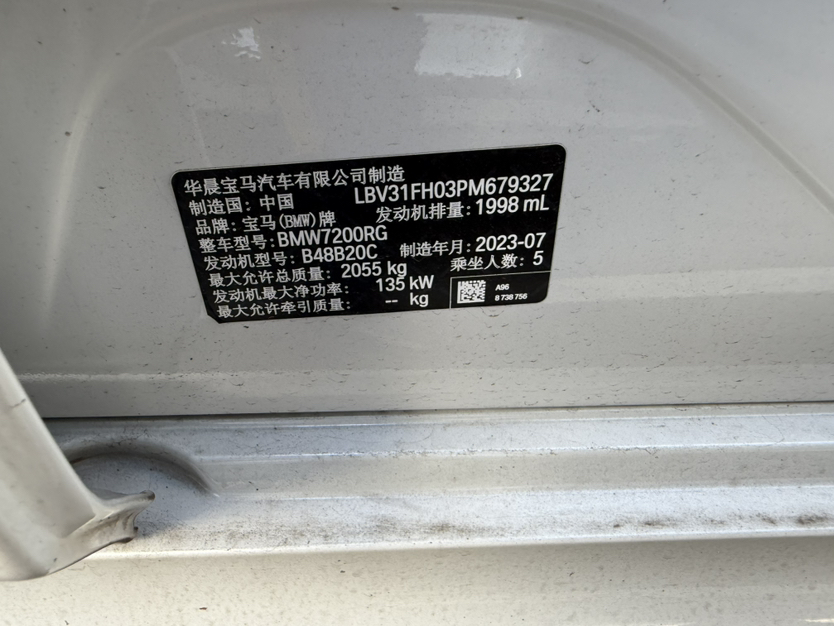 华晨宝马汽车有限公司制造
制造国：中国 LBV31FH03PM679327
品牌：宝马(BMW)牌 发动机排量：1998 mL
整车型号：BMW7200RG
发动机型号：B48B20C 制造年月：2023-07
最大允许总质量：2055 kg 乘坐人数：5
发动机最大净功率：135 kW
最大允许牵引质量：-- kg
A96
8 738 756